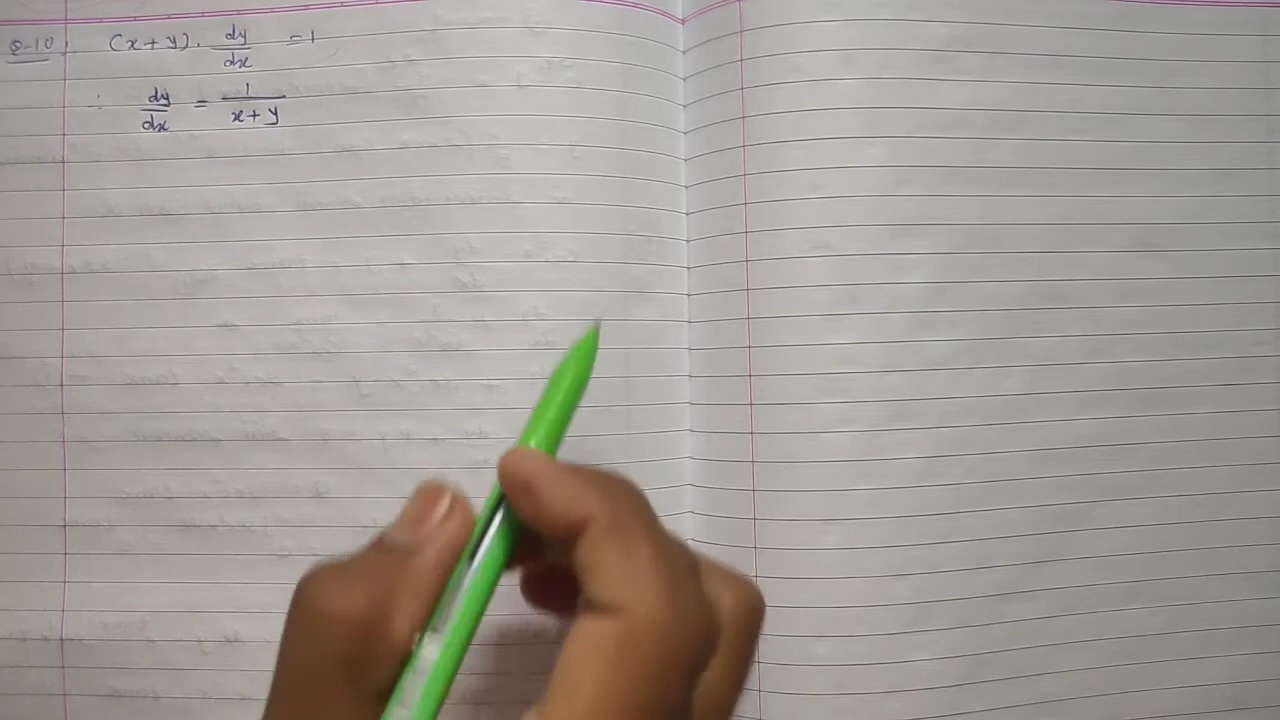 Q-10. (x+y). dy/dx = 1
∴ dy/dx = 1/x+y